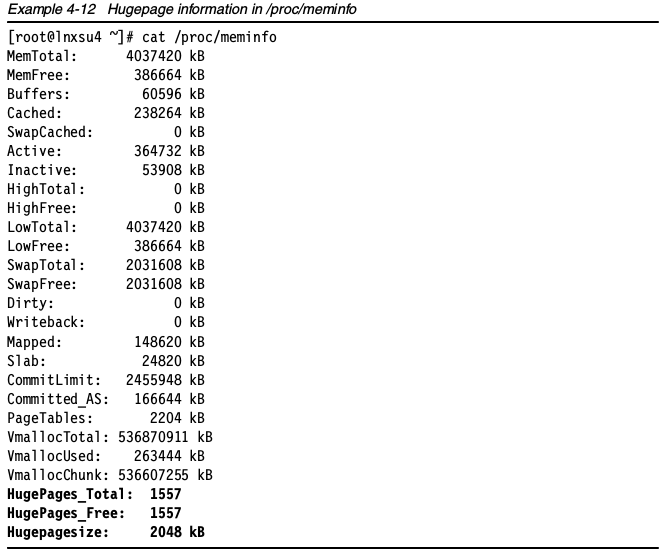 Example 4-12 Hugepage information in /proc/meminfo
[root@lnxsu4 ~]# cat /proc/meminfo
MemTotal: 4037420 kB
MemFree: 386664 kB
Buffers: 60596 kB
Cached: 238264 kB
SwapCached: 0 kB
Active: 364732 kB
Inactive: 53908 kB
HighTotal: 0 kB
HighFree: 0 kB
LowTotal: 4037420 kB
LowFree: 386664 kB
SwapTotal: 2031608 kB
SwapFree: 2031608 kB
Dirty: 0 kB
Writeback: 0 kB
Mapped: 148620 kB
Slab: 24820 kB
CommitLimit: 2455948 kB
Committed_AS: 166644 kB
PageTables: 2204 kB
VmallocTotal: 536870911 kB
VmallocUsed: 263444 kB
VmallocChunk: 536607255 kB
HugePages_Total: 1557
HugePages_Free: 1557
Hugepagesize: 2048 kB